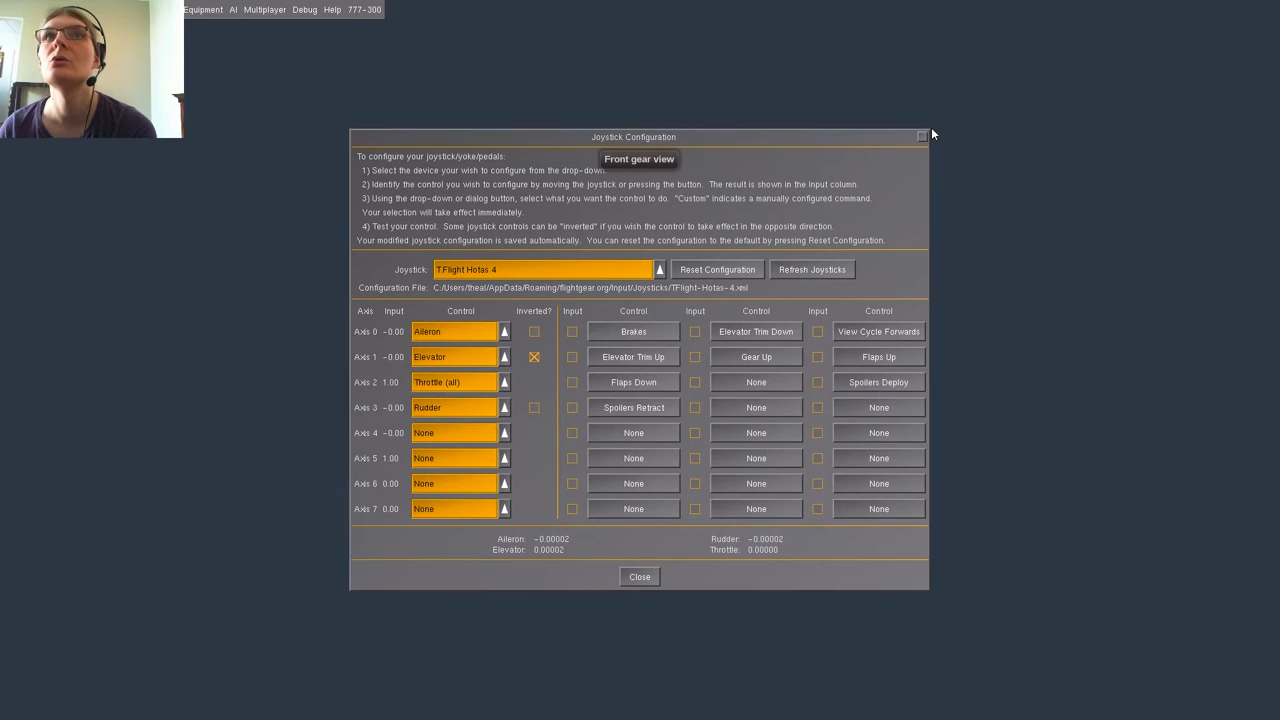 Equipment AI Multiplayer Debug Help 777-300
Joystick Configuration
To configure your joystick/yoke/pedals:
Front gear view
1) Select the device your wish to configure from the drop-down.
2) Identify the control you wish to configure by moving the joystick or pressing the button. The result is shown in the Input column.
3) Using the drop-down or dialog button, select what you want the control to do. "Custom" indicates a manually configured command.
Your selection will take effect immediately.
4) Test your control. Some joystick controls can be "inverted" if you wish the control to take effect in the opposite direction.
Your modified joystick configuration is saved automatically. You can reset the configuration to the default by pressing Reset Configuration.
Joystick: T.Flight Hotas 4 Reset Configuration Refresh Joysticks
Configuration File: C:/Users/theal/AppData/Roaming/flightgear.org/Input/Joysticks/TFlight-Hotas-4.xml
Axis Input Control Inverted? Input Control Input Control Input Control
Axis 0 -0.00 Aileron Brakes Elevator Trim Down View Cycle Forwards
Axis 1 -0.00 Elevator Elevator Trim Up Gear Up Flaps Up
Axis 2 1.00 Throttle (all) Flaps Down None Spoilers Deploy
Axis 3 -0.00 Rudder Spoilers Retract None None
Axis 4 -0.00 None None None None
Axis 5 1.00 None None None None
Axis 6 0.00 None None None None
Axis 7 0.00 None None None None
Aileron: -0.00002 Rudder: -0.00002
Elevator: 0.00002 Throttle: 0.00000
Close